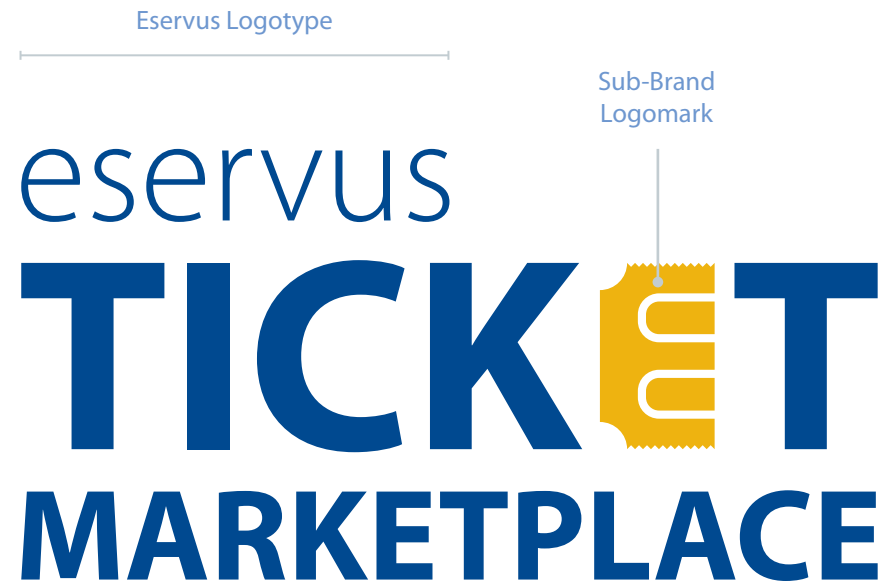 Eservus Logotype
Sub-Brand
Logomark
eservus
TICKET
MARKETPLACE